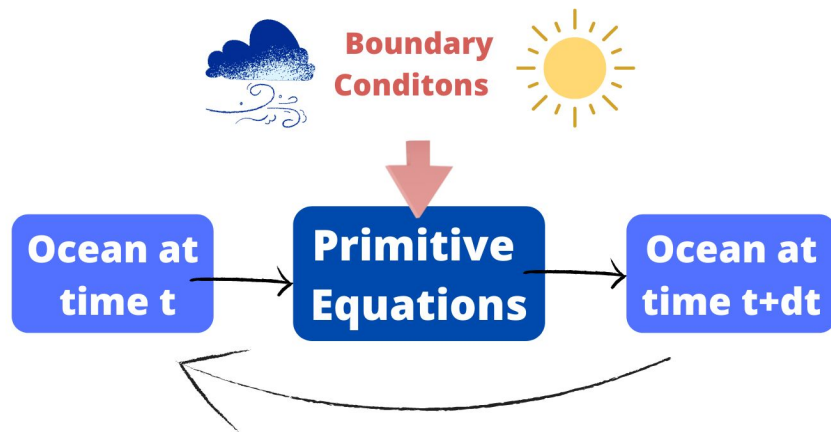 Boundary
Conditons
Ocean at
time t
Primitive
Equations
Ocean at
time t+dt